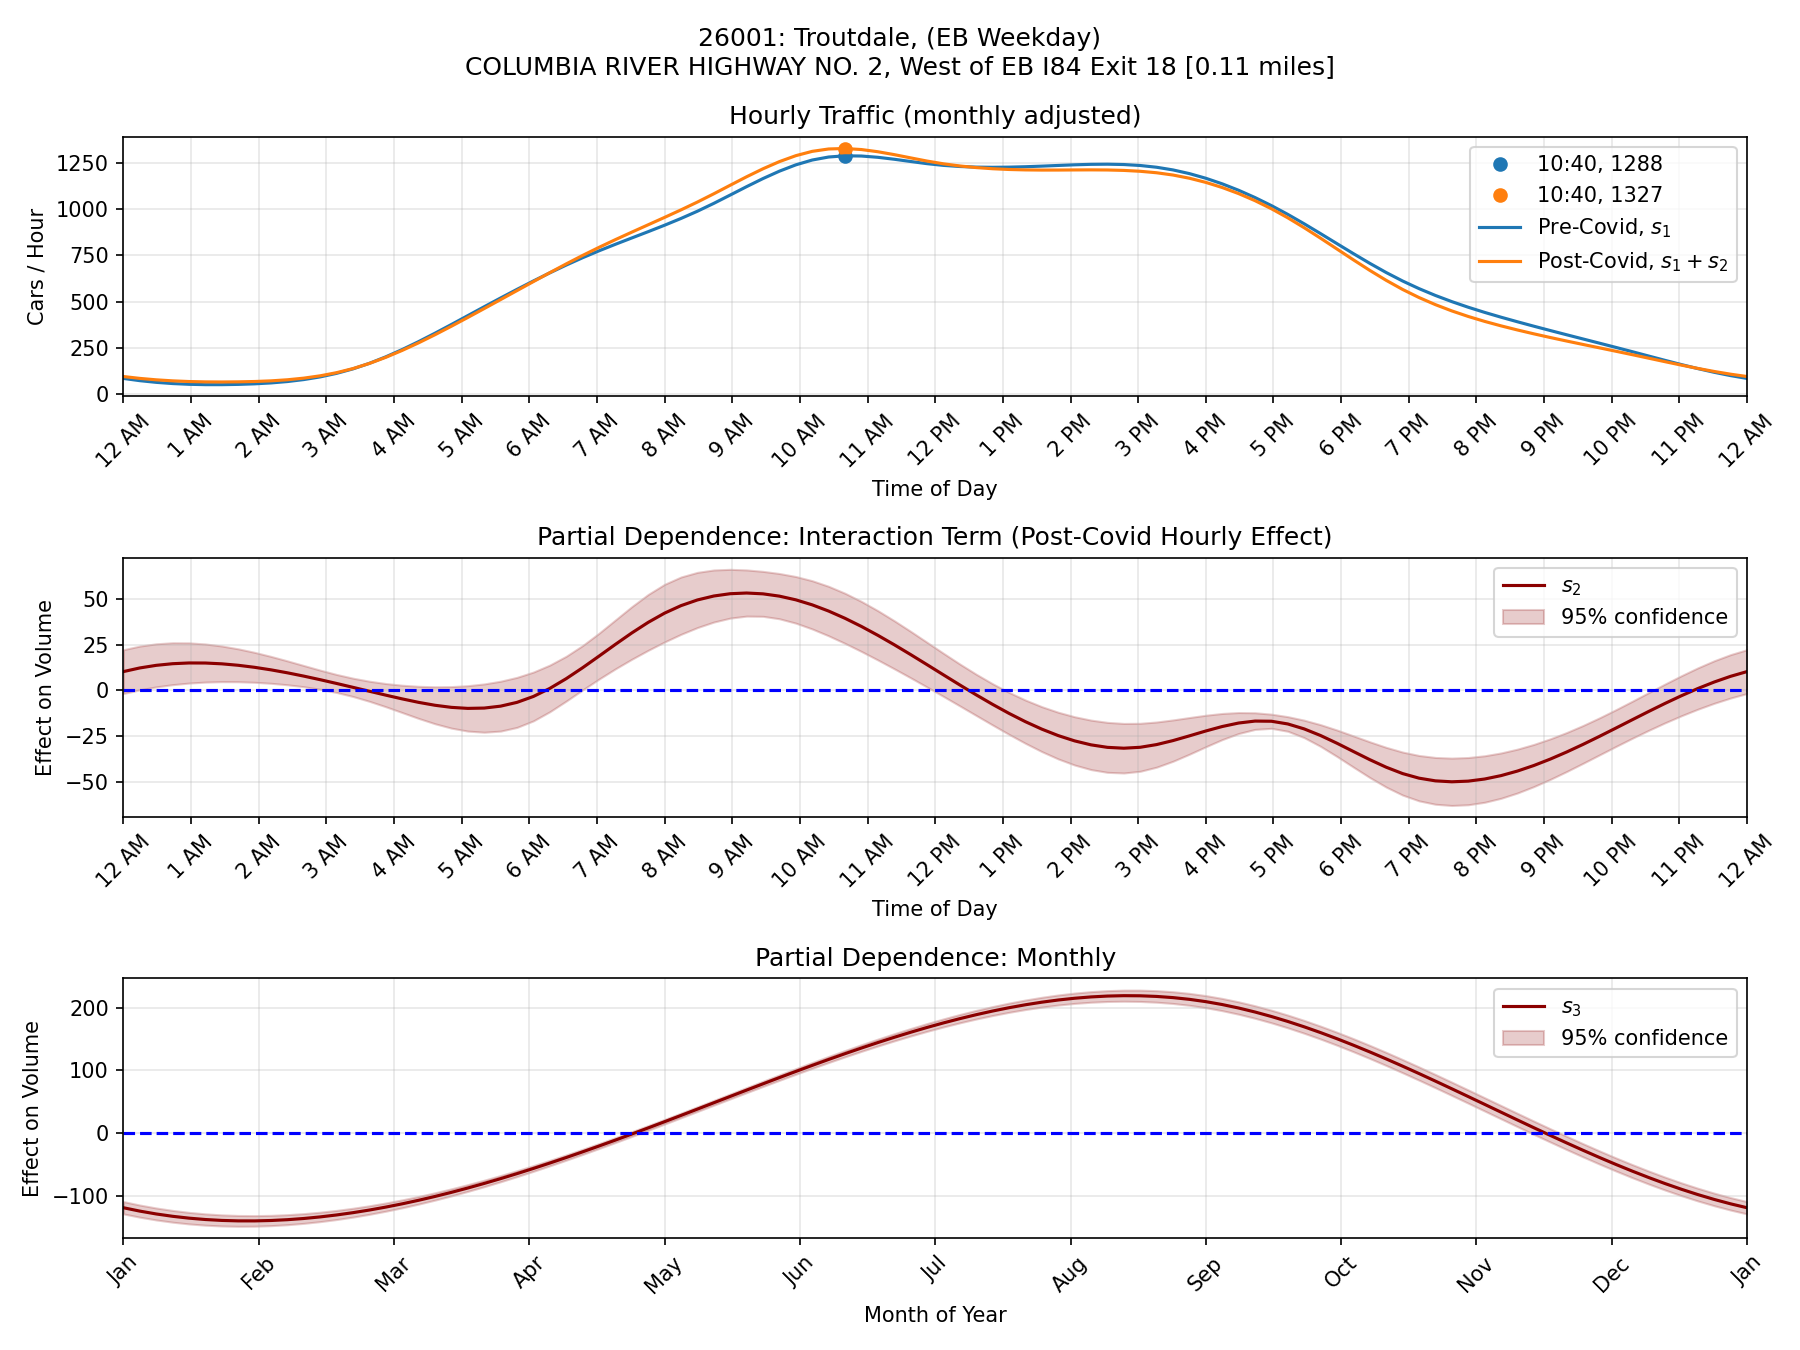 26001: Troutdale, (EB Weekday)
COLUMBIA RIVER HIGHWAY NO. 2, West of EB I84 Exit 18 [0.11 miles]
Hourly Traffic (monthly adjusted)
Cars / Hour
1250
1000
750
500
250
0
10:40, 1288
10:40, 1327
Pre-Covid, s₁
Post-Covid, s₁ + s₂
12 AM 1 AM 2 AM 3 AM 4 AM 5 AM 6 AM 7 AM 8 AM 9 AM 10 AM 11 AM 12 PM 1 PM 2 PM 3 PM 4 PM 5 PM 6 PM 7 PM 8 PM 9 PM 10 PM 11 PM 12 AM
Time of Day
Partial Dependence: Interaction Term (Post-Covid Hourly Effect)
Effect on Volume
50
25
0
−25
−50
s₂
95% confidence
12 AM 1 AM 2 AM 3 AM 4 AM 5 AM 6 AM 7 AM 8 AM 9 AM 10 AM 11 AM 12 PM 1 PM 2 PM 3 PM 4 PM 5 PM 6 PM 7 PM 8 PM 9 PM 10 PM 11 PM 12 AM
Time of Day
Partial Dependence: Monthly
Effect on Volume
200
100
0
−100
s₃
95% confidence
Jan Feb Mar Apr May Jun Jul Aug Sep Oct Nov Dec Jan
Month of Year